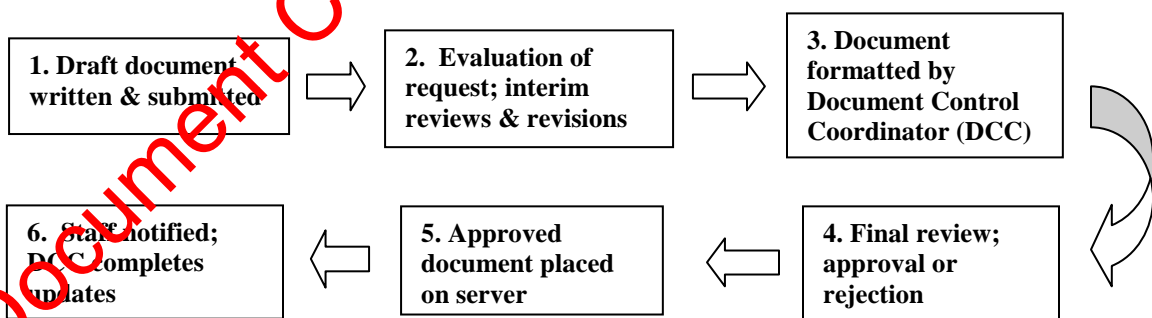 1. Draft document
written & submitted
2. Evaluation of
request; interim
reviews & revisions
3. Document
formatted by
Document Control
Coordinator (DCC)
4. Final review;
approval or
rejection
5. Approved
document placed
on server
6. Staff notified;
DCC completes
updates
Document C